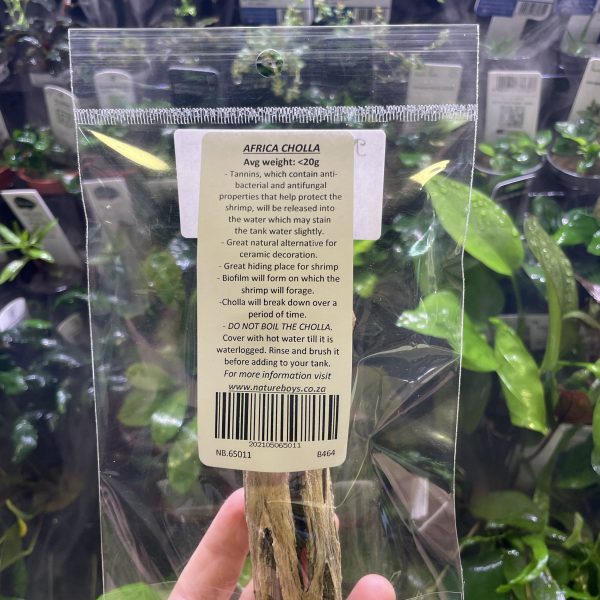 AFRICA CHOLLA
Avg weight: <20g
- Tannins, which contain anti-
bacterial and antifungal
properties that help protect the
shrimp, will be released into
the water which may stain
the tank water slightly.
- Great natural alternative for
ceramic decoration.
- Great hiding place for shrimp
- Biofilm will form on which the
shrimp will forage.
-Cholla will break down over a
period of time.
- DO NOT BOIL THE CHOLLA.
Cover with hot water till it is
waterlogged. Rinse and brush it
before adding to your tank.
For more information visit
www.natureboys.co.za
202105065011
NB.65011 B464